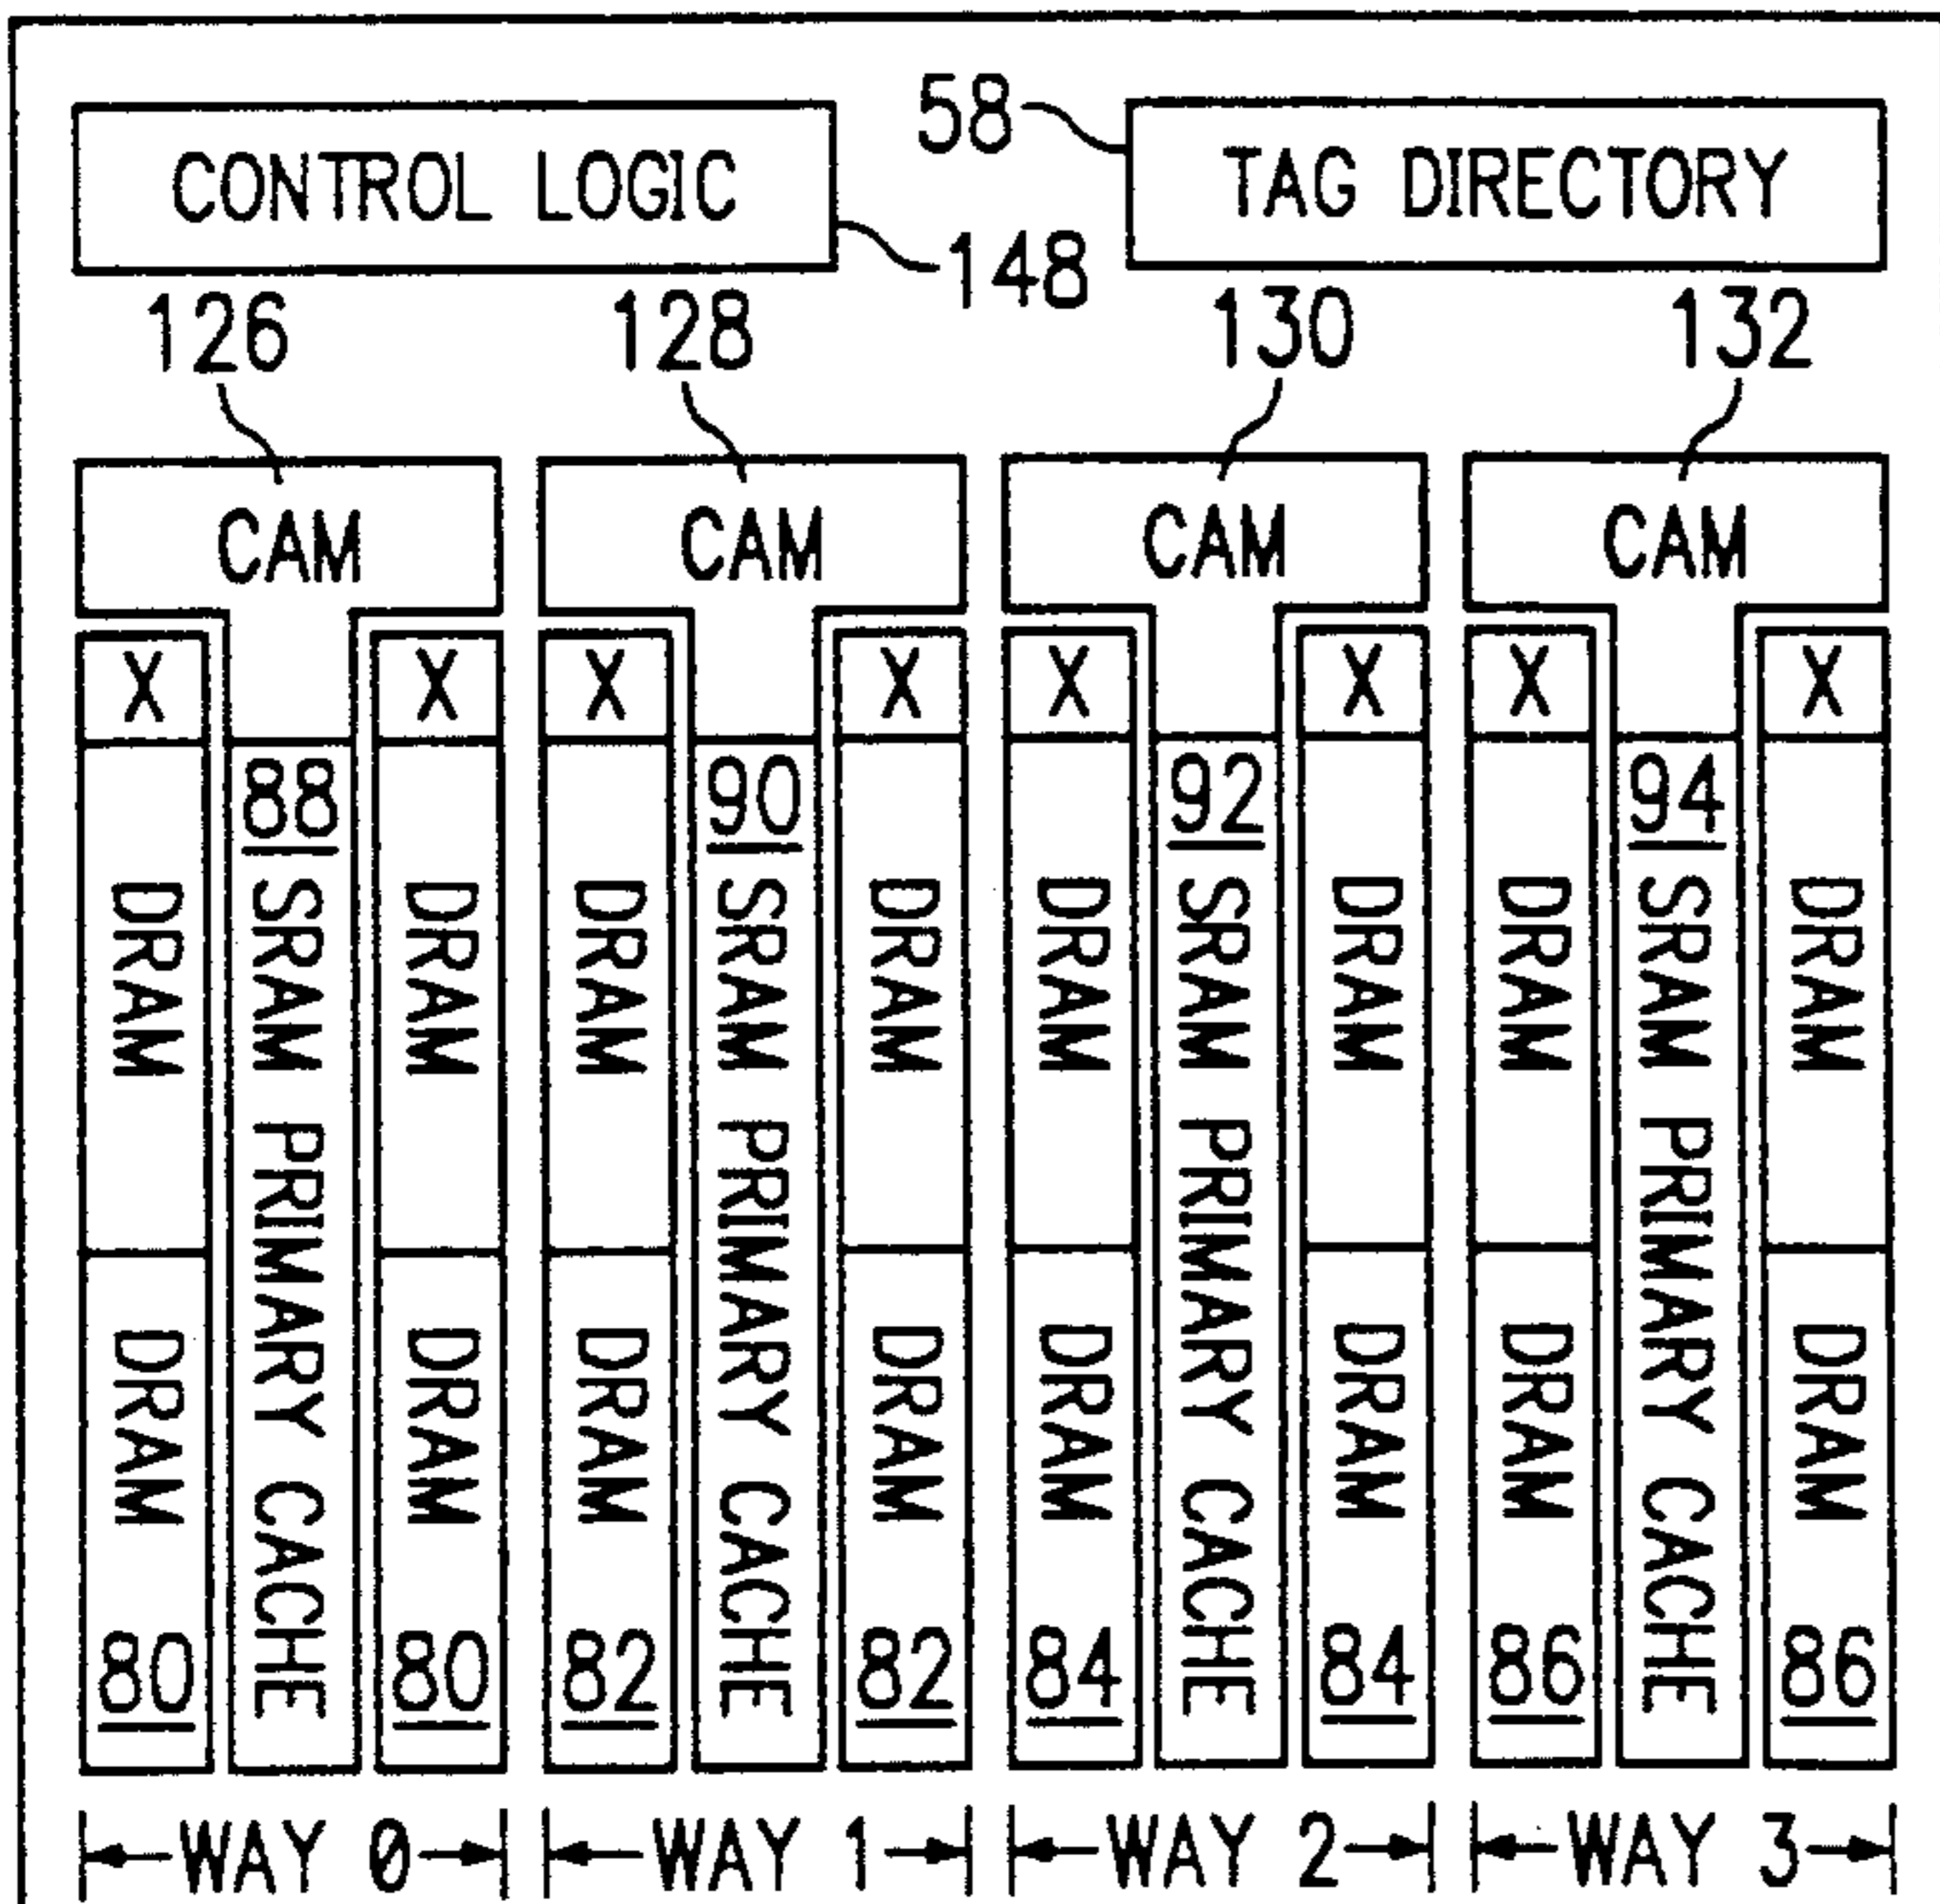 58
CONTROL LOGIC
TAG DIRECTORY
148
126
128
130
132
CAM
CAM
CAM
CAM
X
X
X
X
X
X
X
X
88
90
92
94
DRAM
SRAM PRIMARY CACHE
DRAM
DRAM
SRAM PRIMARY CACHE
DRAM
DRAM
SRAM PRIMARY CACHE
DRAM
DRAM
SRAM PRIMARY CACHE
DRAM
DRAM
DRAM
DRAM
DRAM
DRAM
DRAM
DRAM
DRAM
80
80
82
82
84
84
86
86
WAY 0
WAY 1
WAY 2
WAY 3